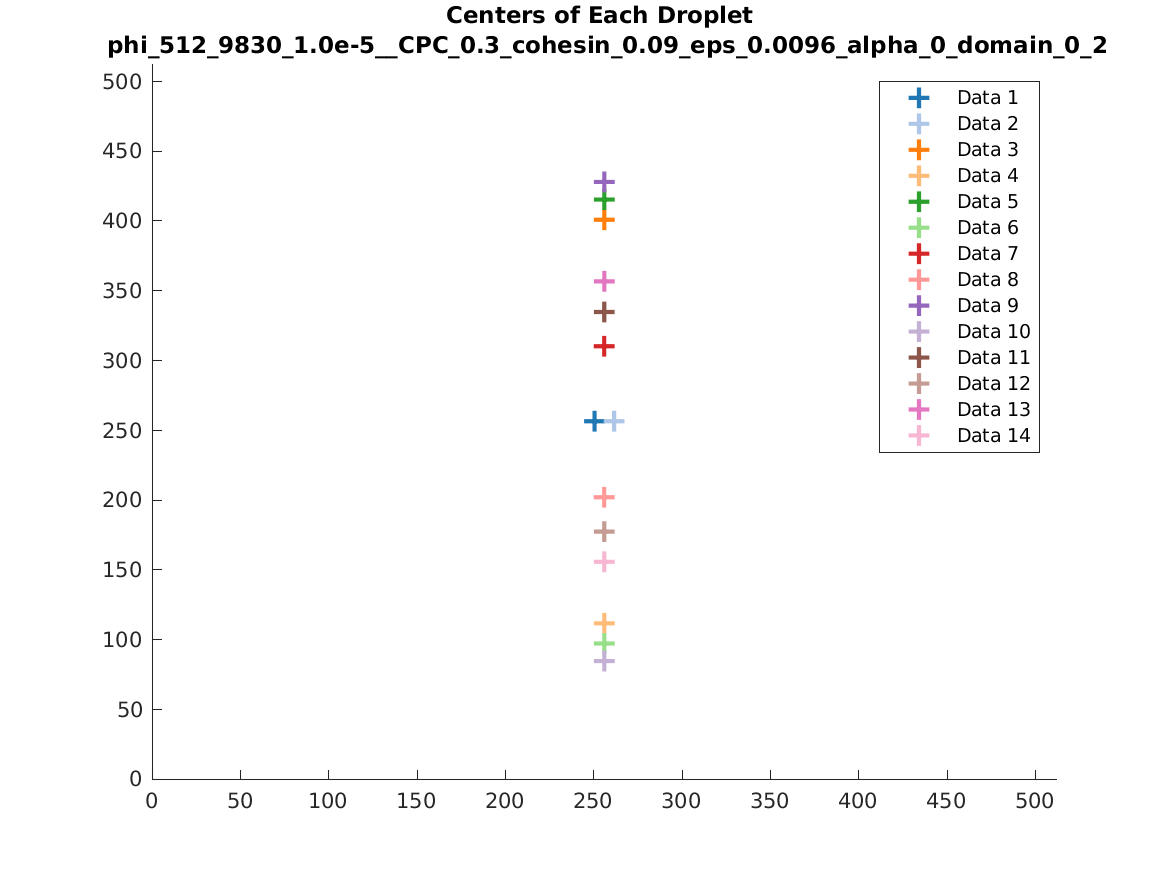 Centers of Each Droplet
phi_512_9830_1.0e-5__CPC_0.3_cohesin_0.09_eps_0.0096_alpha_0_domain_0_2
500
450
400
350
300
250
200
150
100
50
0
0 50 100 150 200 250 300 350 400 450 500
Data 1
Data 2
Data 3
Data 4
Data 5
Data 6
Data 7
Data 8
Data 9
Data 10
Data 11
Data 12
Data 13
Data 14